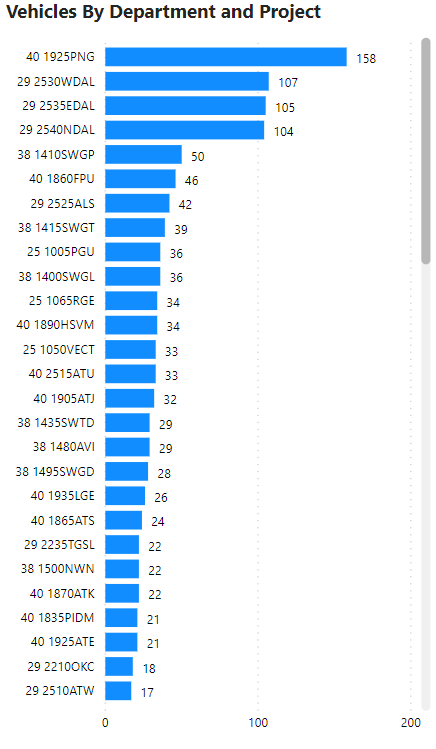 Vehicles By Department and Project
40 1925PNG 158
29 2530WDAL 107
29 2535EDAL 105
29 2540NDAL 104
38 1410SWGP 50
40 1860FPU 46
29 2525ALS 42
38 1415SWGT 39
25 1005PGU 36
38 1400SWGL 36
25 1065RGE 34
40 1890HSVM 34
25 1050VECT 33
40 2515ATU 33
40 1905ATJ 32
38 1435SWTD 29
38 1480AVI 29
38 1495SWGD 28
40 1935LGE 26
40 1865ATS 24
29 2235TGSL 22
38 1500NWN 22
40 1870ATK 22
40 1835PIDM 21
40 1925ATE 21
29 2210OKC 18
29 2510ATW 17
0 100 200